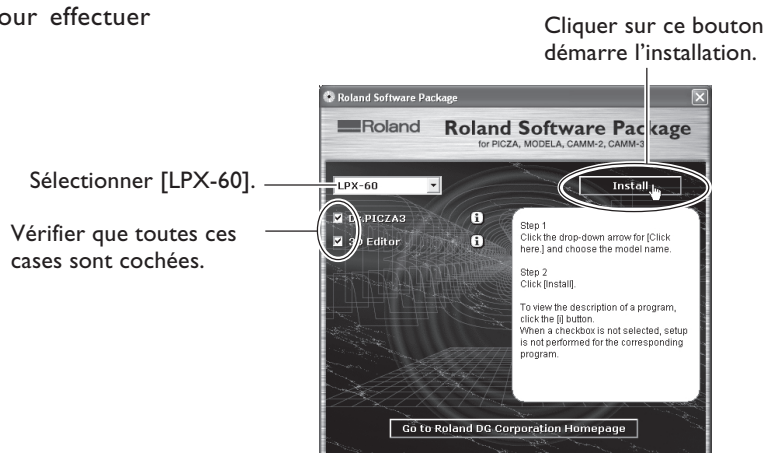 our effectuer
Cliquer sur ce bouton
démarre l’installation.
Roland Software Package
Roland
Roland Software Package
for PICZA, MODELA, CAMM-2, CAMM-3
Sélectionner [LPX-60].
LPX-60
Install
Vérifier que toutes ces
cases sont cochées.
Dr.PICZA3
3D Editor
Step 1
Click the drop-down arrow for [Click
here.] and choose the model name.
Step 2
Click [Install].
To view the description of a program,
click the [i] button.
When a checkbox is not selected, setup
is not performed for the corresponding
program.
Go to Roland DG Corporation Homepage